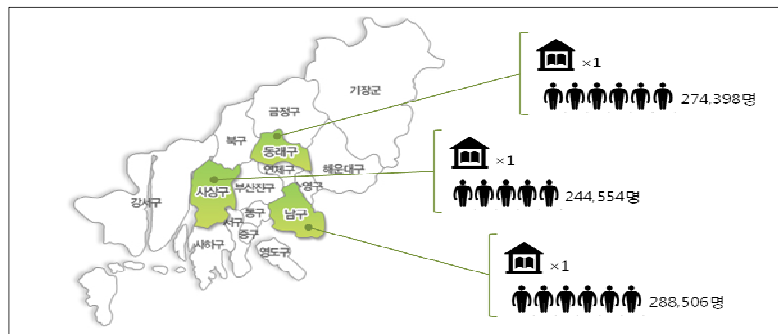 기장군
금정구
북구
동래구
연제구
해운대구
사상구
부산진구
수영구
강서구
동구
남구
서구
중구
사하구
영도구
×1
274,398명
×1
244,554명
×1
288,506명